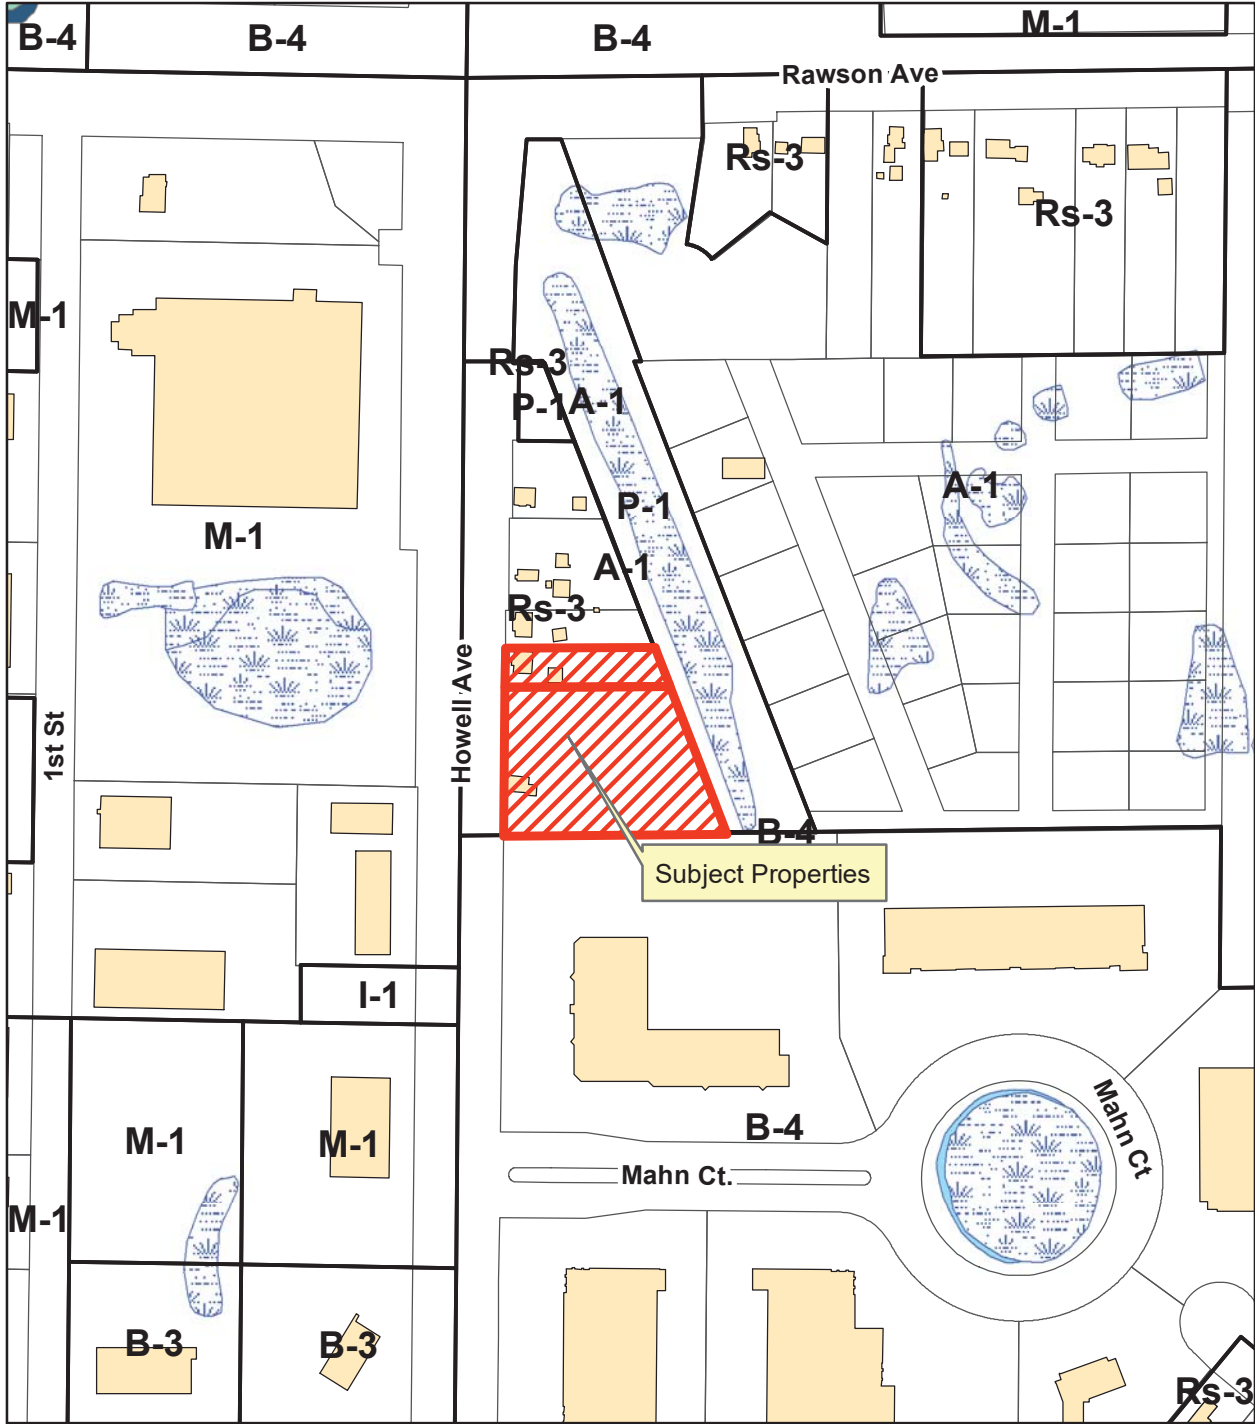 B-4
B-4
B-4
M-1
Rawson Ave
Rs-3
Rs-3
M-1
Rs-3
P-1
A-1
A-1
P-1
M-1
A-1
Rs-3
Howell Ave
1st St
B-4
Subject Properties
I-1
Mahn Ct
B-4
M-1
M-1
Mahn Ct.
M-1
B-3
B-3
Rs-3